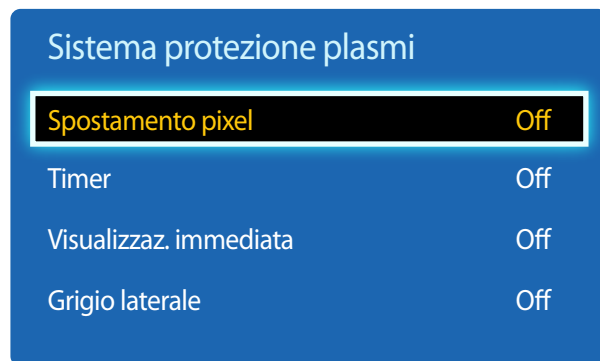 Sistema protezione plasmi
Spostamento pixel Off
Timer Off
Visualizzaz. immediata Off
Grigio laterale Off